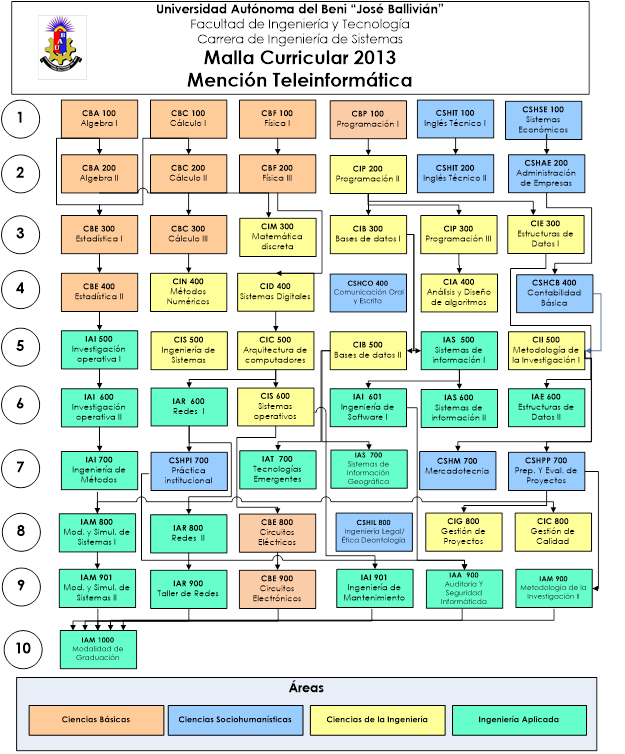 Universidad Autónoma del Beni “José Ballivián”
Facultad de Ingeniería y Tecnología
Carrera de Ingeniería de Sistemas
Malla Curricular 2013
Mención Teleinformática
1
CBA 100
Algebra I
CBC 100
Cálculo I
CBF 100
Física I
CBP 100
Programación I
CSHIT 100
Inglés Técnico I
CSHSE 100
Sistemas
Económicos
2
CBA 200
Algebra II
CBC 200
Cálculo II
CBF 200
Física III
CIP 200
Programación II
CSHIT 200
Inglés Técnico II
CSHAE 200
Administración
de Empresas
3
CBE 300
Estadística I
CBC 300
Cálculo III
CIM 300
Matemática
discreta
CIB 300
Bases de datos I
CIP 300
Programación III
CIE 300
Estructuras de
Datos I
4
CBE 400
Estadística II
CIN 400
Métodos
Numéricos
CID 400
Sistemas Digitales
CSHCO 400
Comunicación Oral
y Escrita
CIA 400
Análisis y Diseño
de algoritmos
CSHCB 400
Contabilidad
Básica
5
IAI 500
Investigación
operativa I
CIS 500
Ingeniería de
Sistemas
CIC 500
Arquitectura de
computadores
CIB 500
Bases de datos II
IAS 500
Sistemas de
información I
CII 500
Metodología de
la Investigación I
6
IAI 600
Investigación
operativa II
IAR 600
Redes I
CIS 600
Sistemas
operativos
IAI 601
Ingeniería de
Software I
IAS 600
Sistemas de
información II
IAE 600
Estructuras de
Datos II
7
IAI 700
Ingeniería de
Métodos
CSHPI 700
Práctica
institucional
IAT 700
Tecnologías
Emergentes
IAS 700
Sistemas de
Información
Geográfica
CSHM 700
Mercadotecnia
CSHPP 700
Prep. Y Eval. de
Proyectos
8
IAM 800
Mod. y Simul. de
Sistemas I
IAR 800
Redes II
CBE 800
Circuitos
Eléctricos
CSHIL 800
Ingeniería Legal/
Ética Deontología
CIG 800
Gestión de
Proyectos
CIC 800
Gestión de
Calidad
9
IAM 901
Mod. y Simul. de
Sistemas II
IAR 900
Taller de Redes
CBE 900
Circuitos
Electrónicos
IAI 901
Ingeniería de
Mantenimiento
IAA 900
Auditoria Y
Seguridad
Informáticda
IAM 900
Metodología de la
Investigación II
10
IAM 1000
Modalidad de
Graduación
Áreas
Ciencias Básicas
Ciencias Sociohumanísticas
Ciencias de la Ingeniería
Ingeniería Aplicada